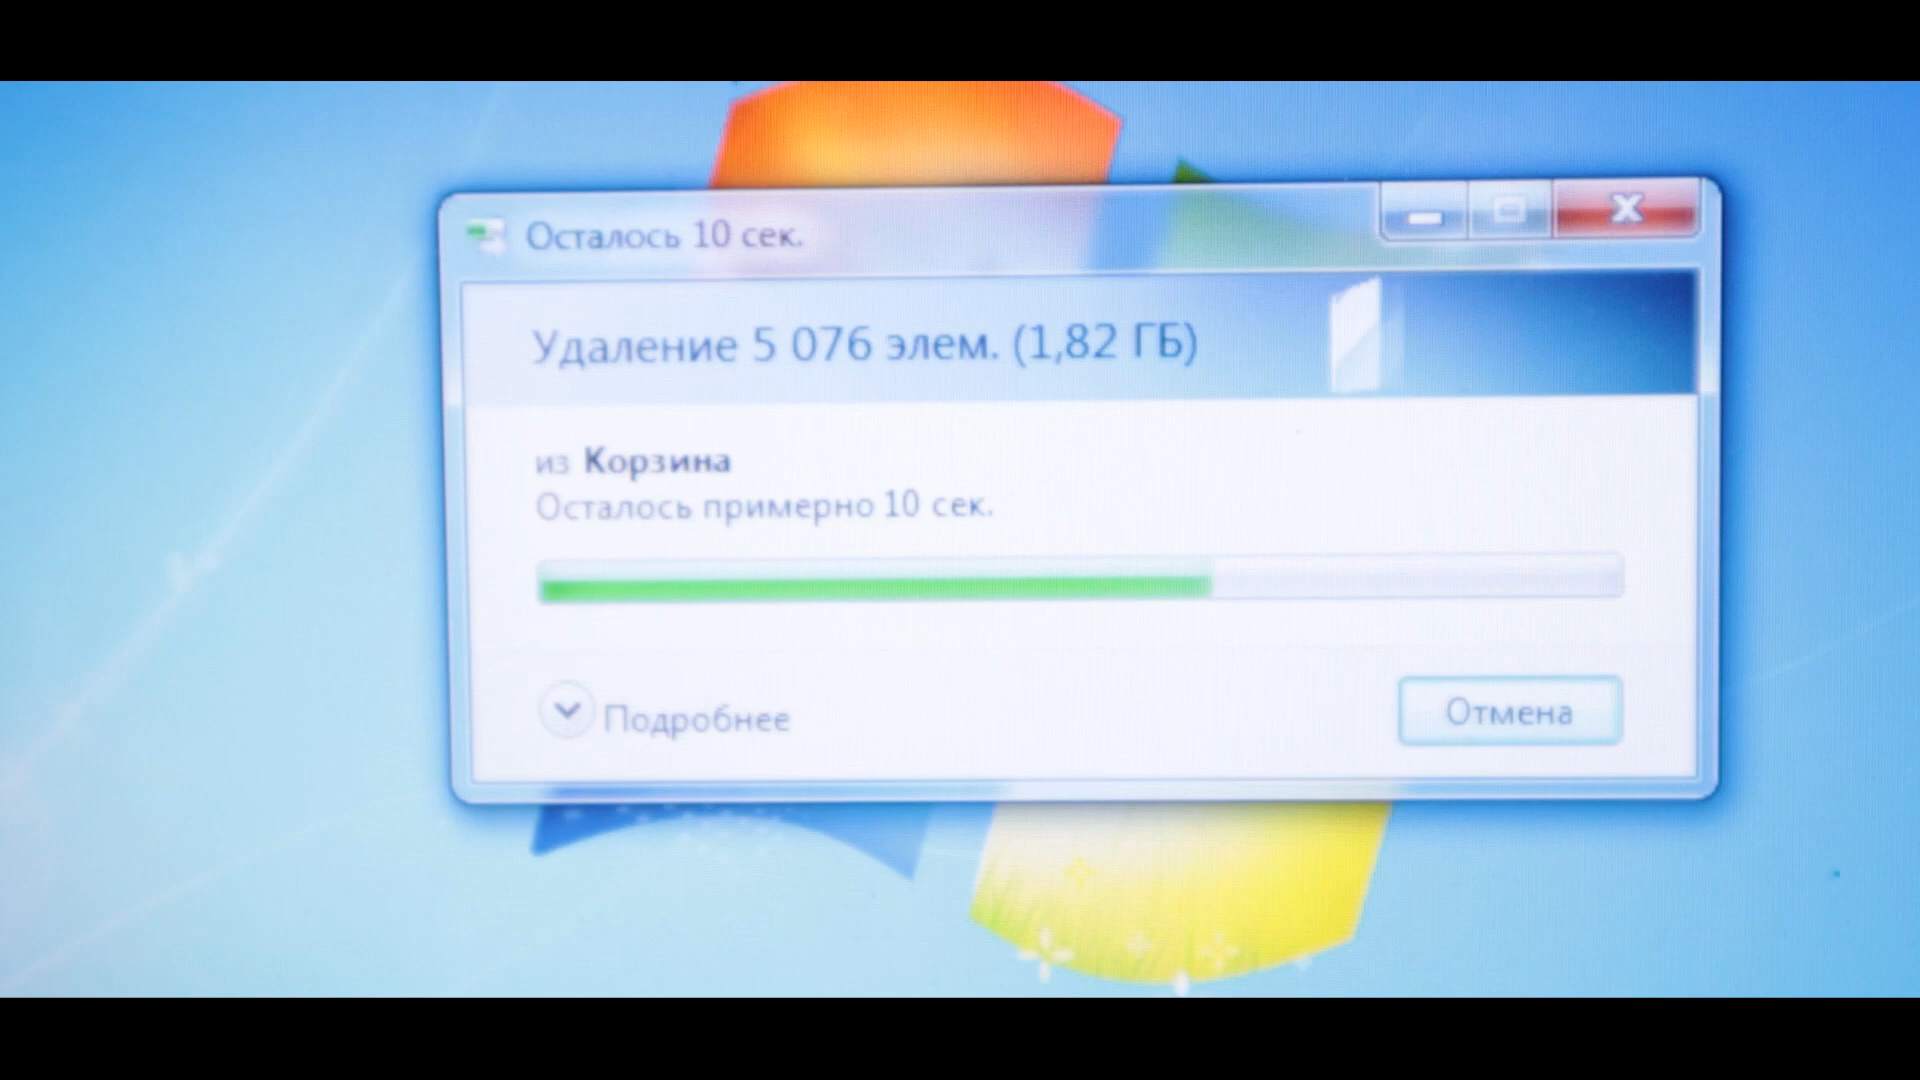 Осталось 10 сек.
Удаление 5 076 элем. (1,82 ГБ)
из Корзина
Осталось примерно 10 сек.
Подробнее
Отмена